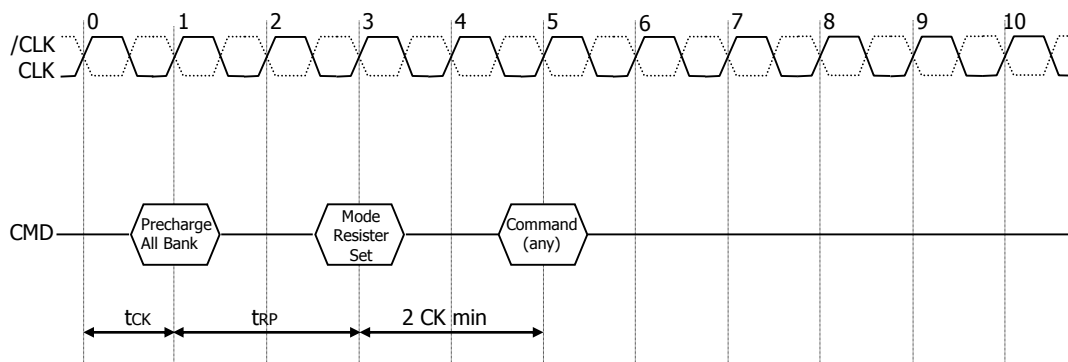 0 1 2 3 4 5 6 7 8 9 10
/CLK
CLK
CMD
Precharge
All Bank
Mode
Resister
Set
Command
(any)
tCK tRP 2 CK min